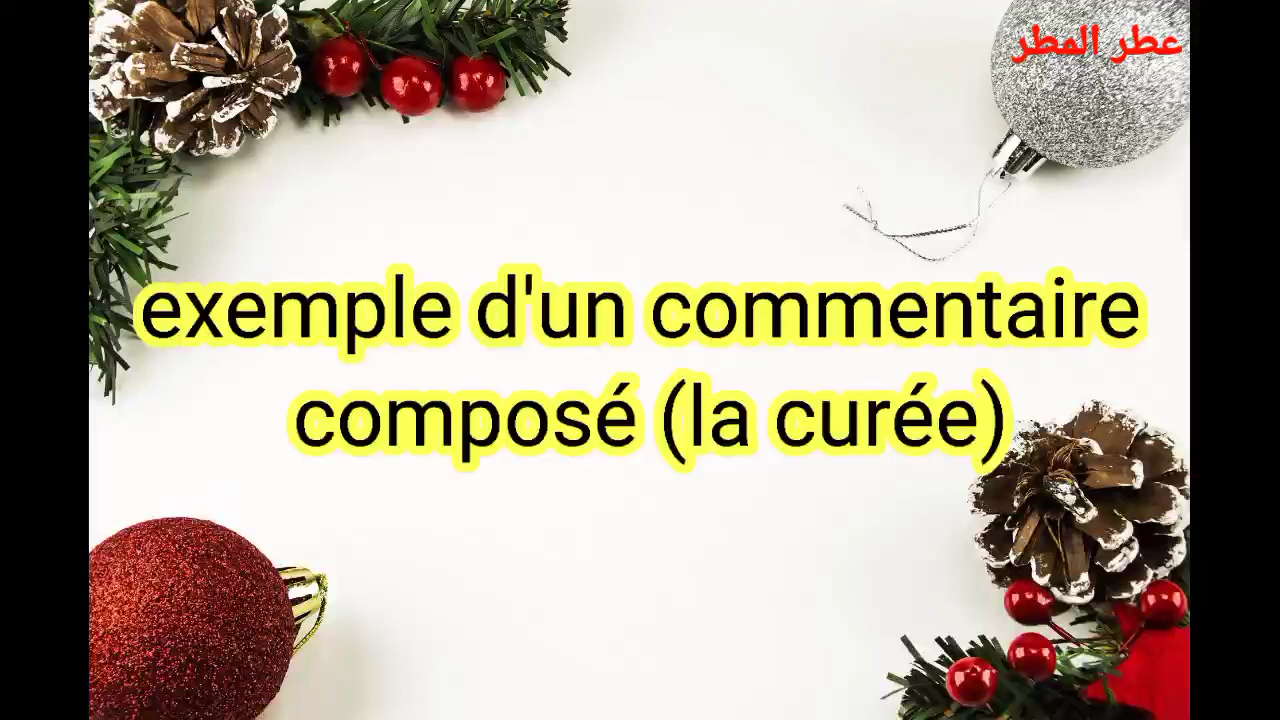 عطر المطر
exemple d'un commentaire
composé (la curée)